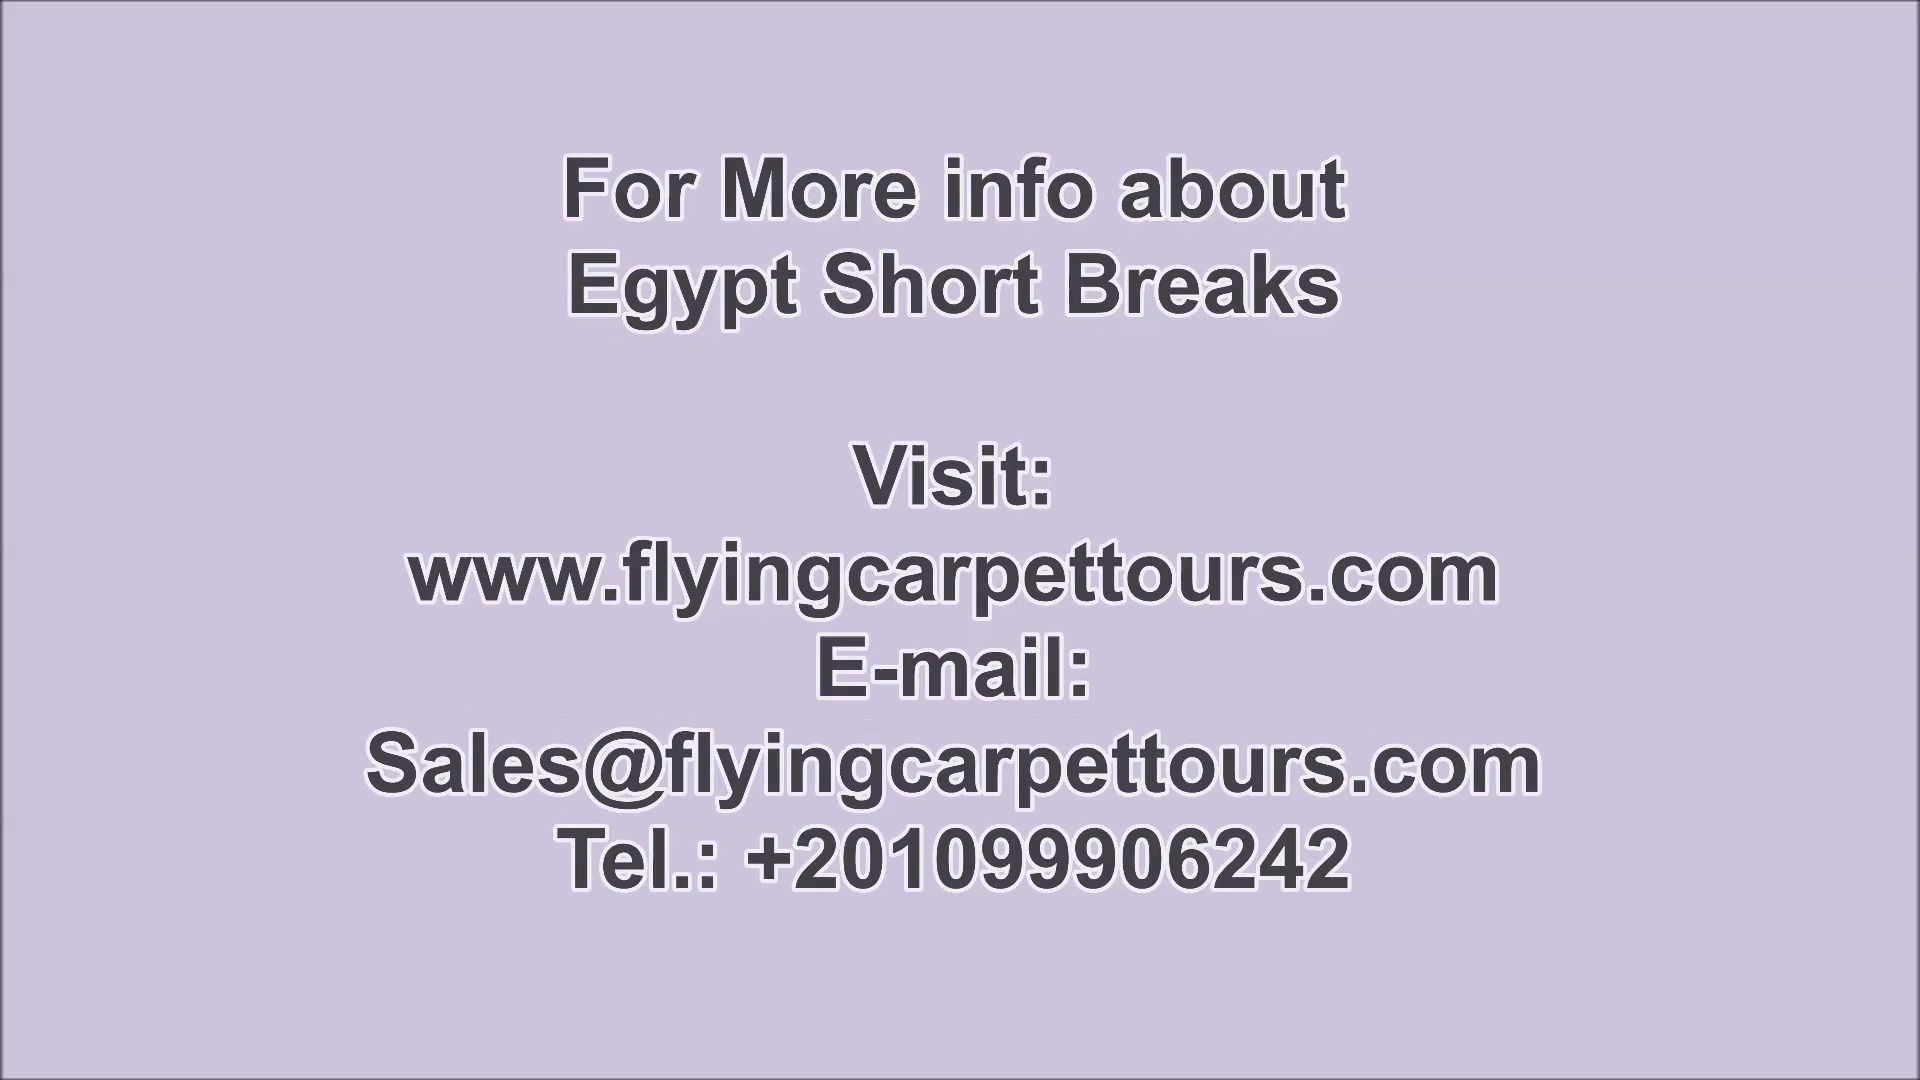 For More info about
Egypt Short Breaks
Visit:
www.flyingcarpettours.com
E-mail:
Sales@flyingcarpettours.com
Tel.: +201099906242